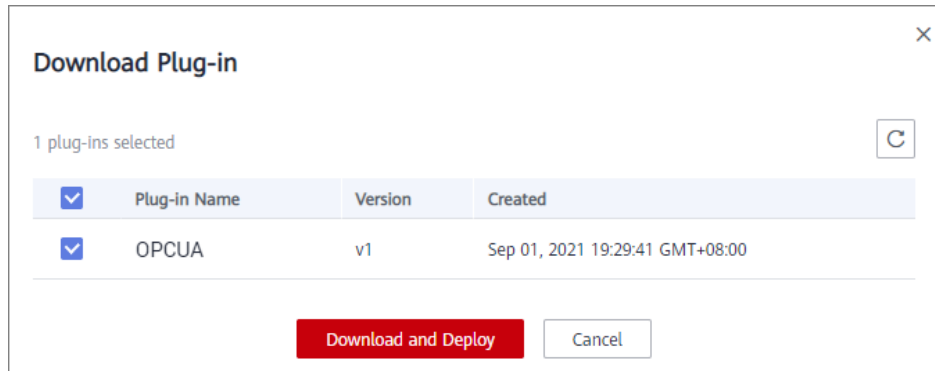 Download Plug-in
1 plug-ins selected
Plug-in Name Version Created
OPCUA v1 Sep 01, 2021 19:29:41 GMT+08:00
Download and Deploy Cancel